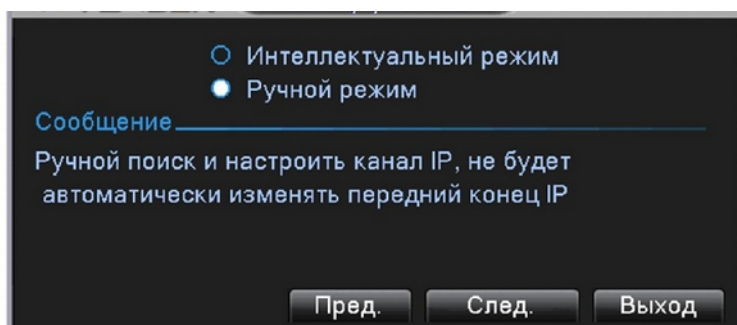 Интеллектуальный режим
Ручной режим
Сообщение
Ручной поиск и настроить канал IP, не будет
автоматически изменять передний конец IP
Пред. След. Выход